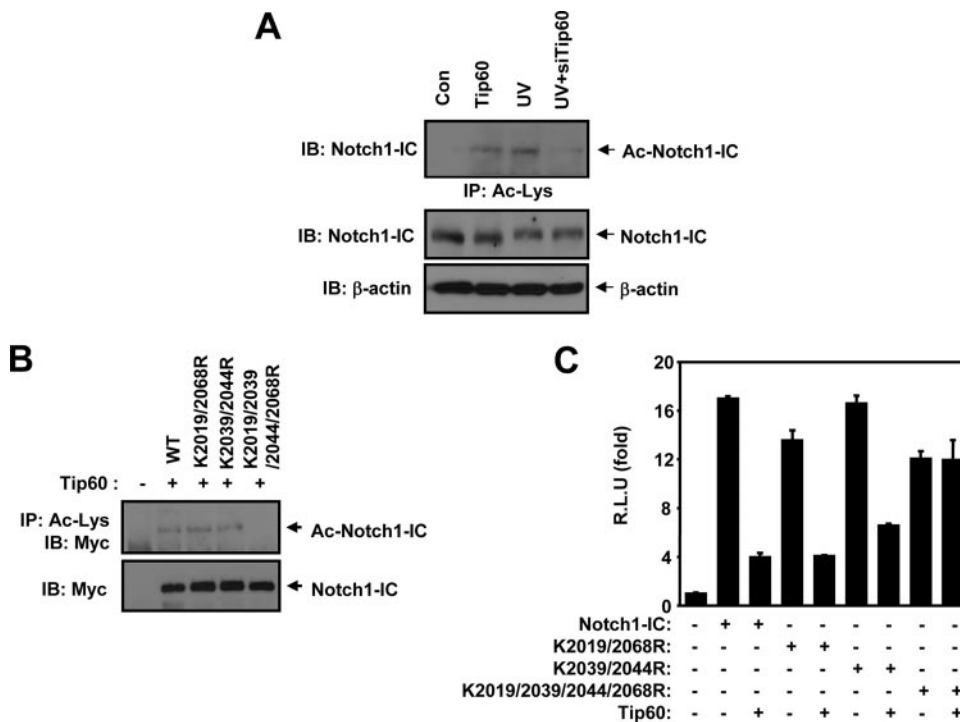 A
Con
Tip60
UV
UV+siTip60
IB: Notch1-IC
Ac-Notch1-IC
IP: Ac-Lys
IB: Notch1-IC
Notch1-IC
IB: β-actin
β-actin
B
WT
K2019/2068R
K2039/2044R
K2019/2039
/2044/2068R
Tip60 : - + + + +
IP: Ac-Lys
IB: Myc
Ac-Notch1-IC
IB: Myc
Notch1-IC
C
R.L.U (fold)
20
16
12
8
4
0
Notch1-IC: - + + - - - - - -
K2019/2068R: - - - + + - - - -
K2039/2044R: - - - - - + + - -
K2019/2039/2044/2068R: - - - - - - - + +
Tip60: - - + - + - + - +